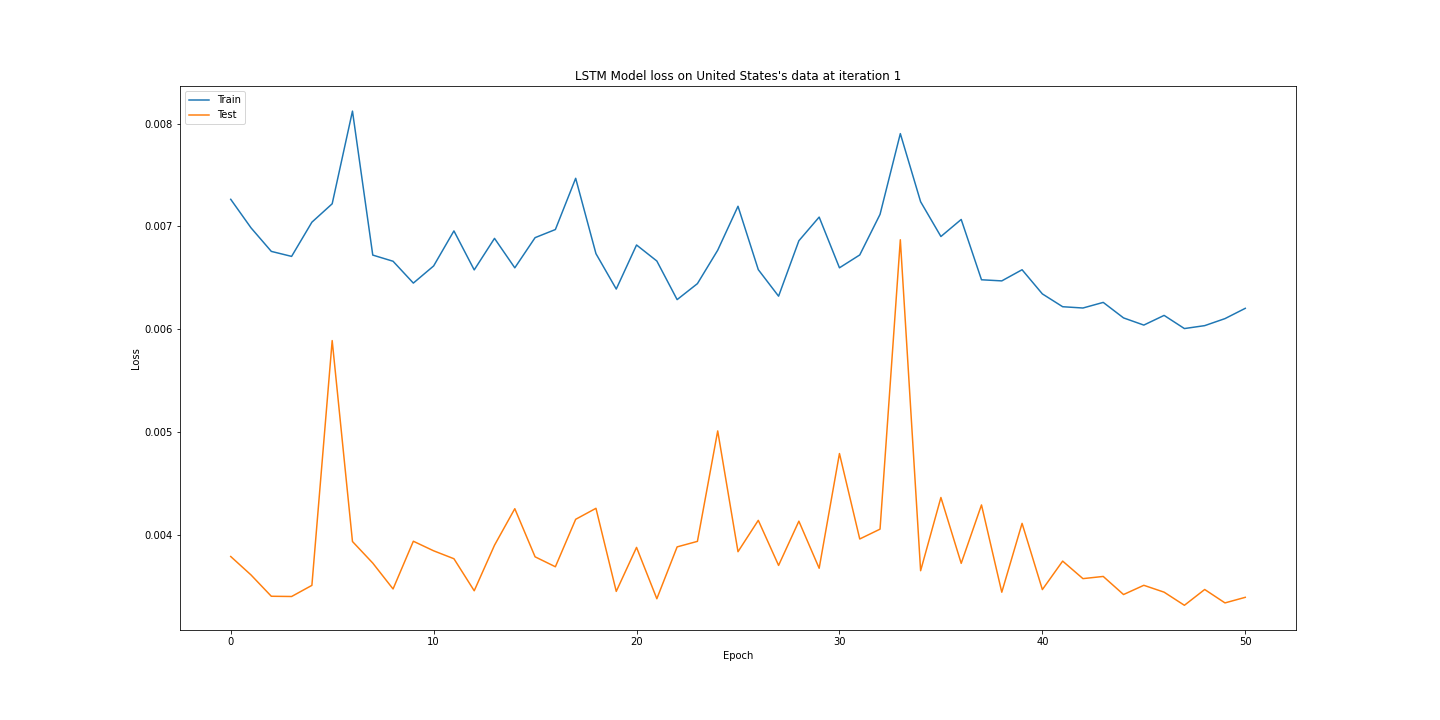 LSTM Model loss on United States's data at iteration 1
Train
Test
0.008
0.007
0.006
0.005
0.004
Loss
0 10 20 30 40 50
Epoch